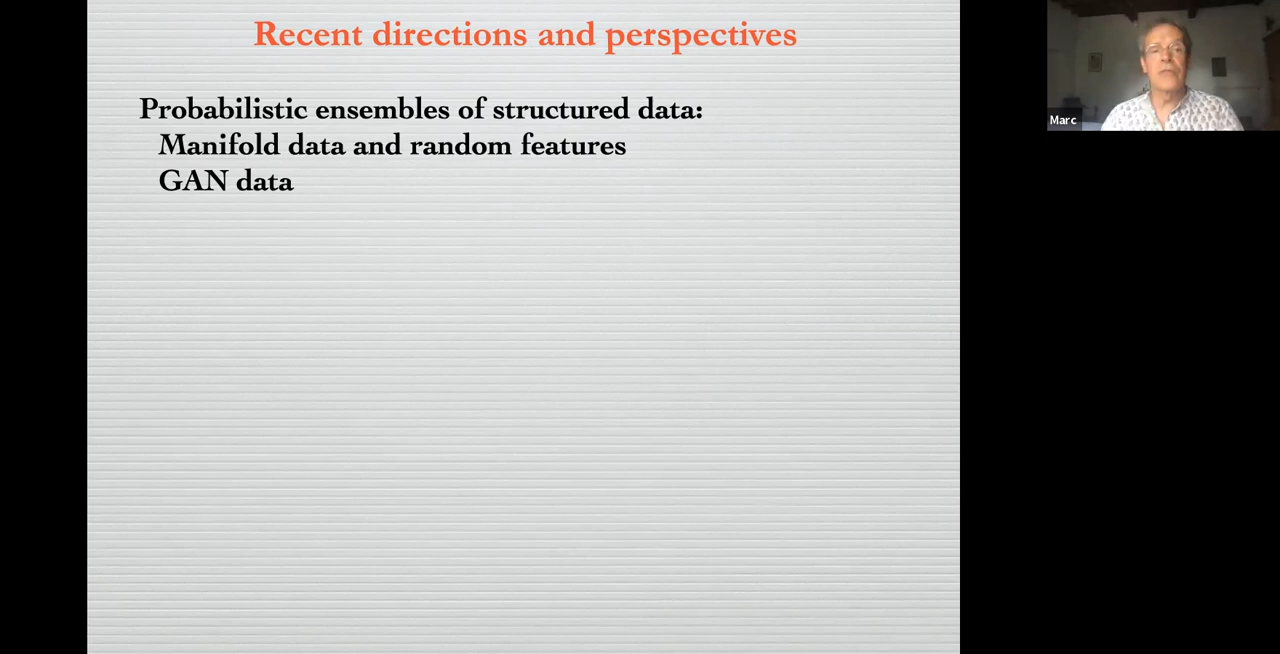 Recent directions and perspectives
Probabilistic ensembles of structured data:
Manifold data and random features
GAN data
Marc